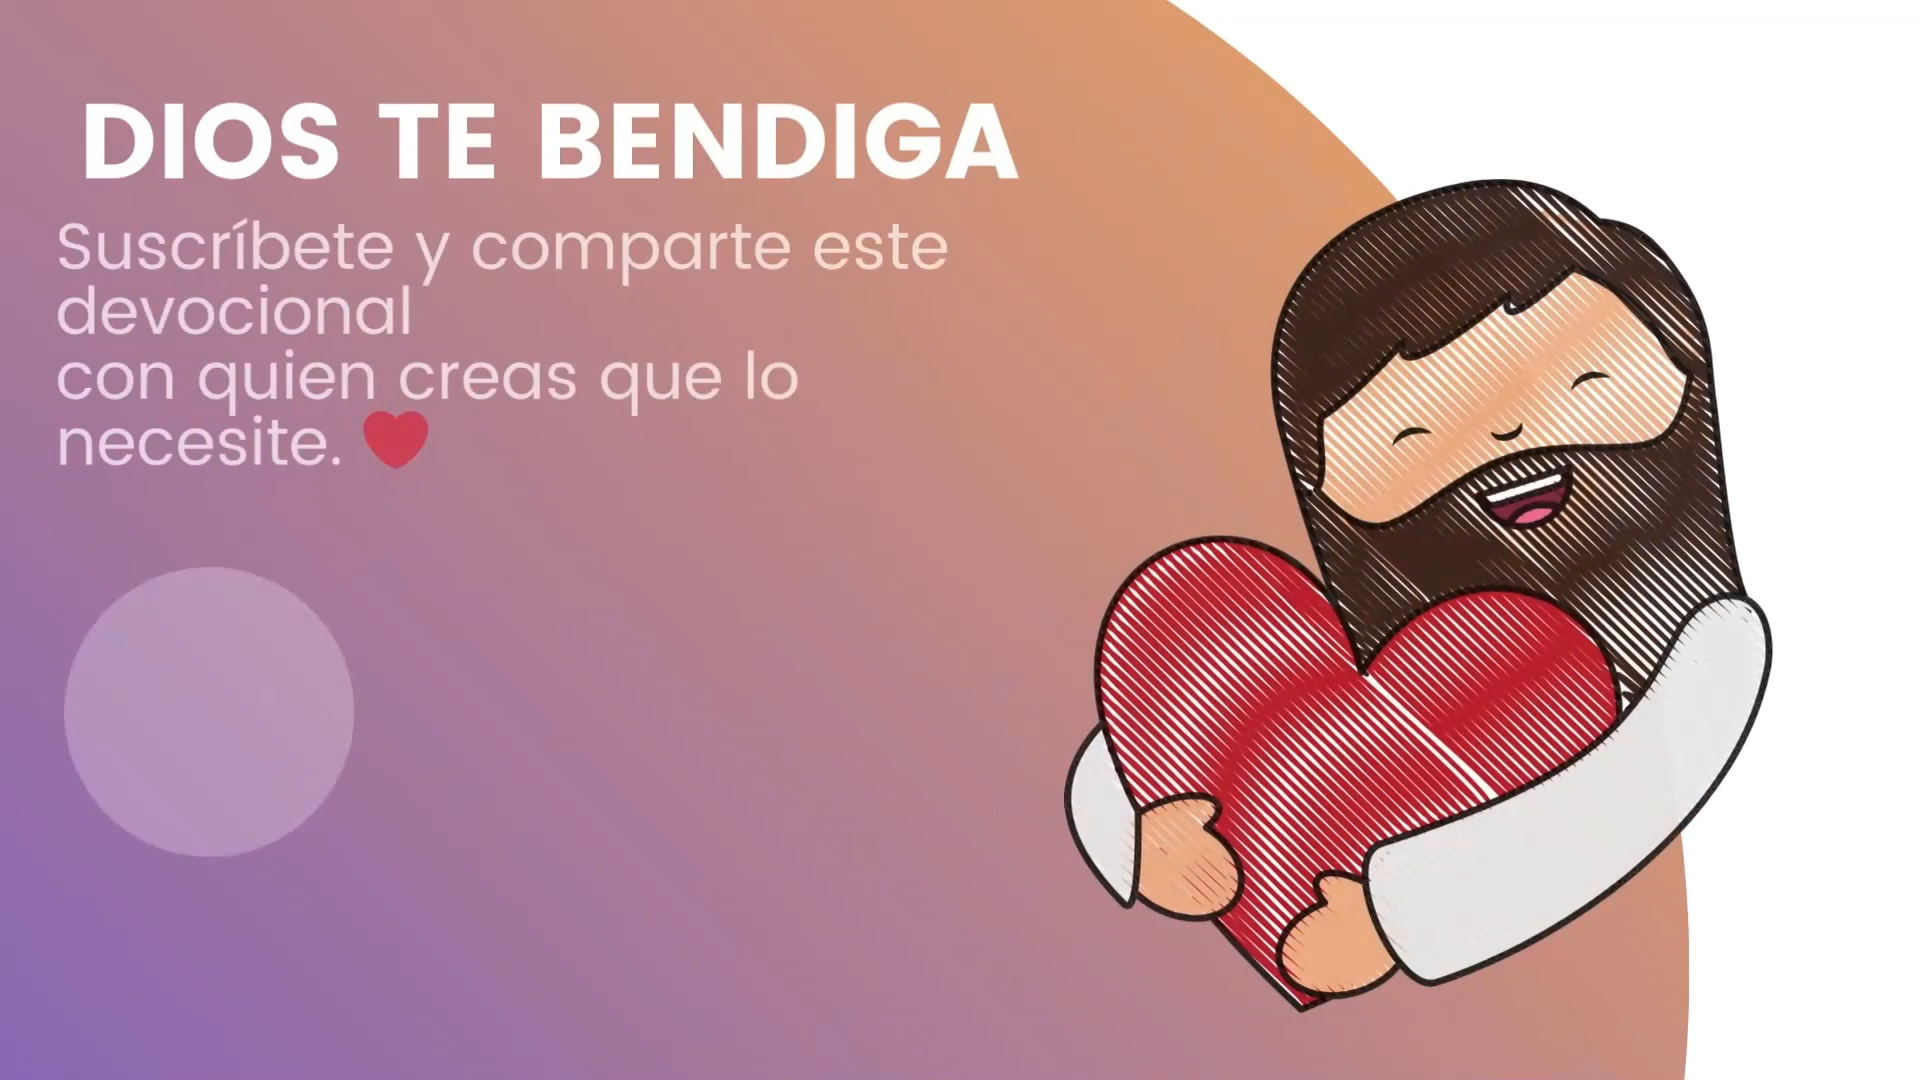 DIOS TE BENDIGA
Suscríbete y comparte este
devocional
con quien creas que lo
necesite. ❤️